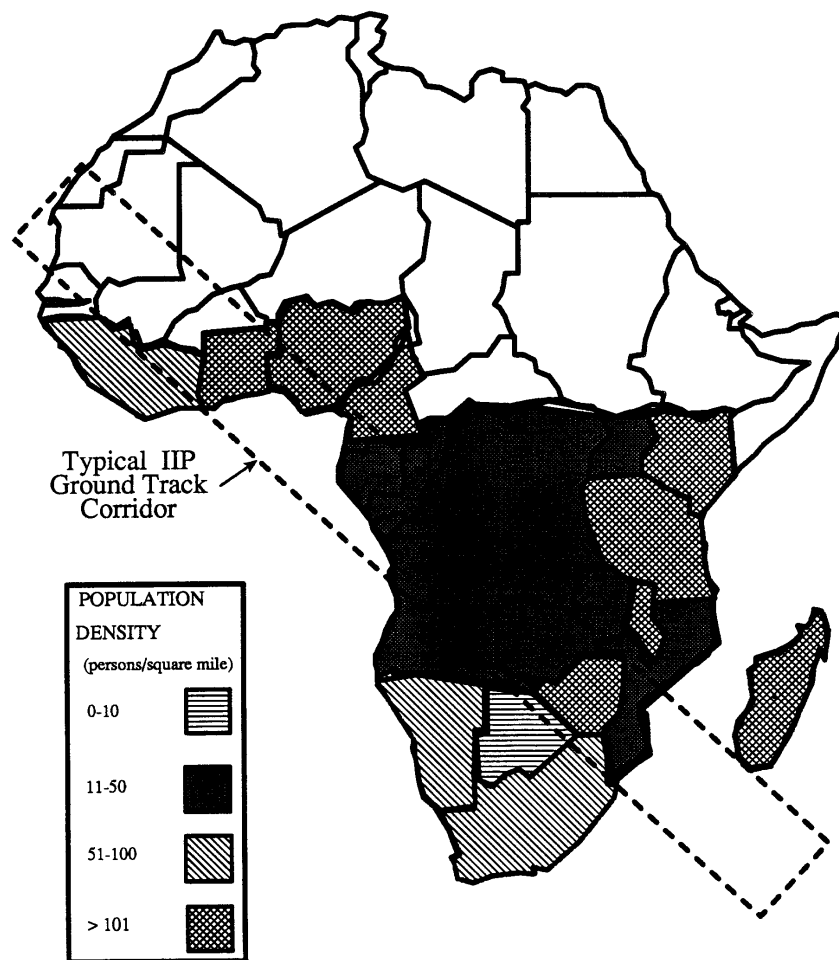 Typical IIP
Ground Track
Corridor
POPULATION
DENSITY
(persons/square mile)
0-10
11-50
51-100
> 101